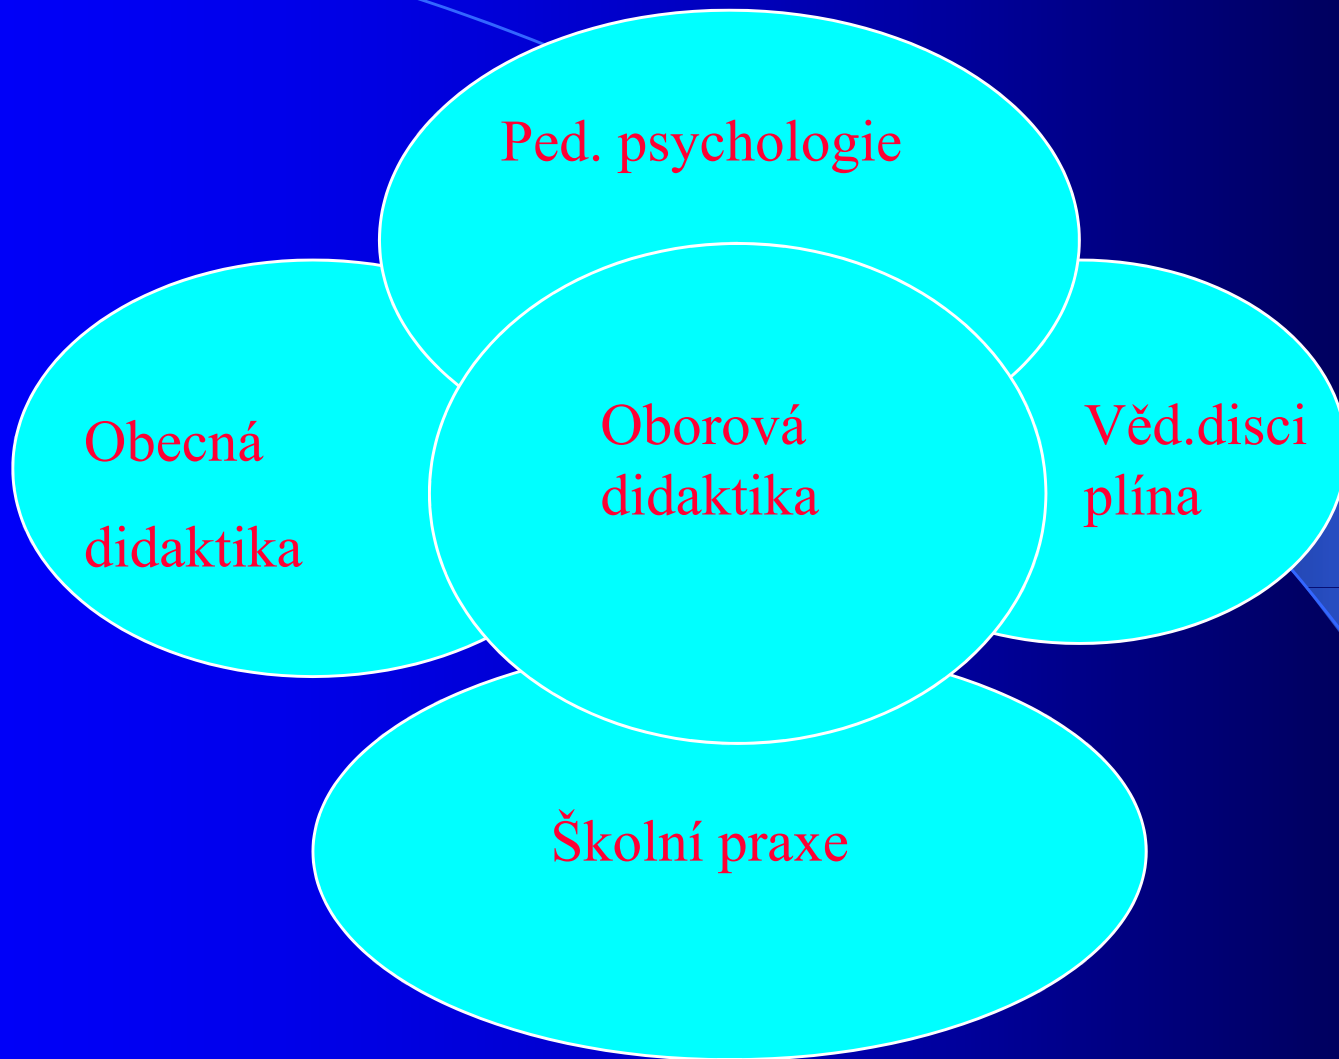 Ped. psychologie
Obecná
didaktika
Oborová
didaktika
Věd.disci
plína
Školní praxe